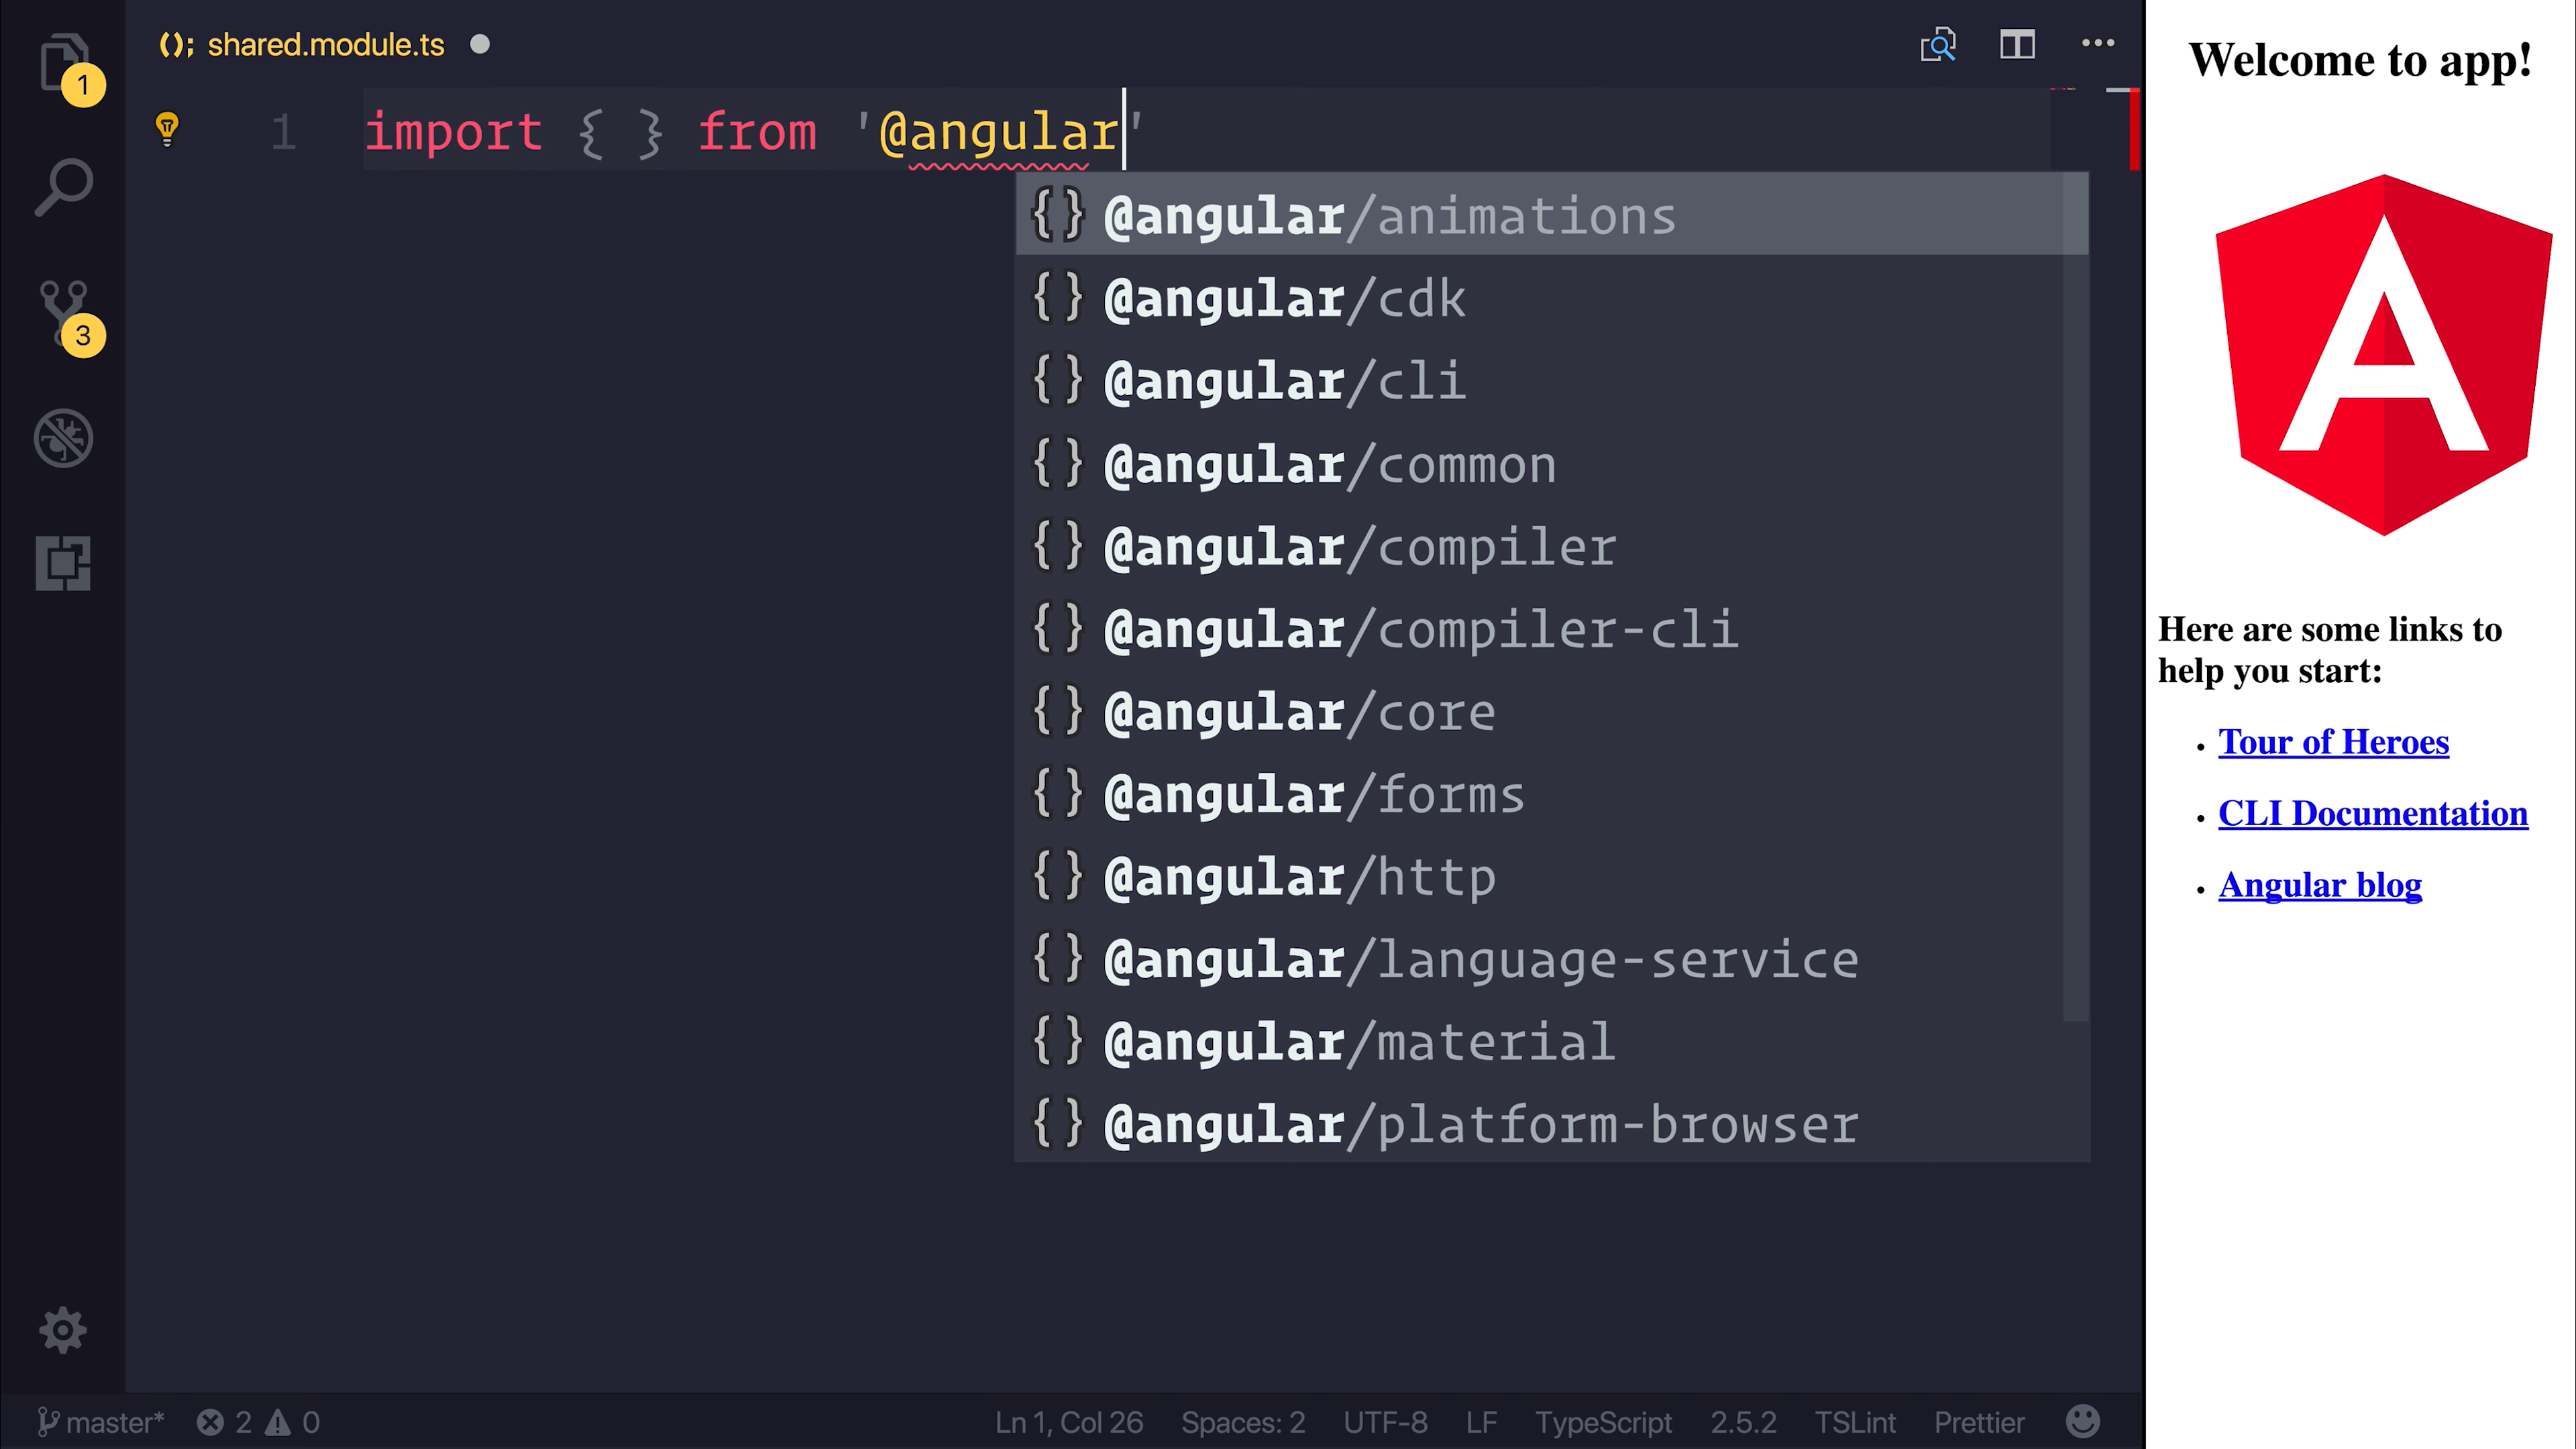 shared.module.ts
1
1 import { } from '@angular'
@angular/animations
@angular/cdk
@angular/cli
@angular/common
@angular/compiler
@angular/compiler-cli
@angular/core
@angular/forms
@angular/http
@angular/language-service
@angular/material
@angular/platform-browser
3
master* 2 0 Ln 1, Col 26 Spaces: 2 UTF-8 LF TypeScript 2.5.2 TSLint Prettier
Welcome to app!
A
Here are some links to
help you start:
Tour of Heroes
CLI Documentation
Angular blog